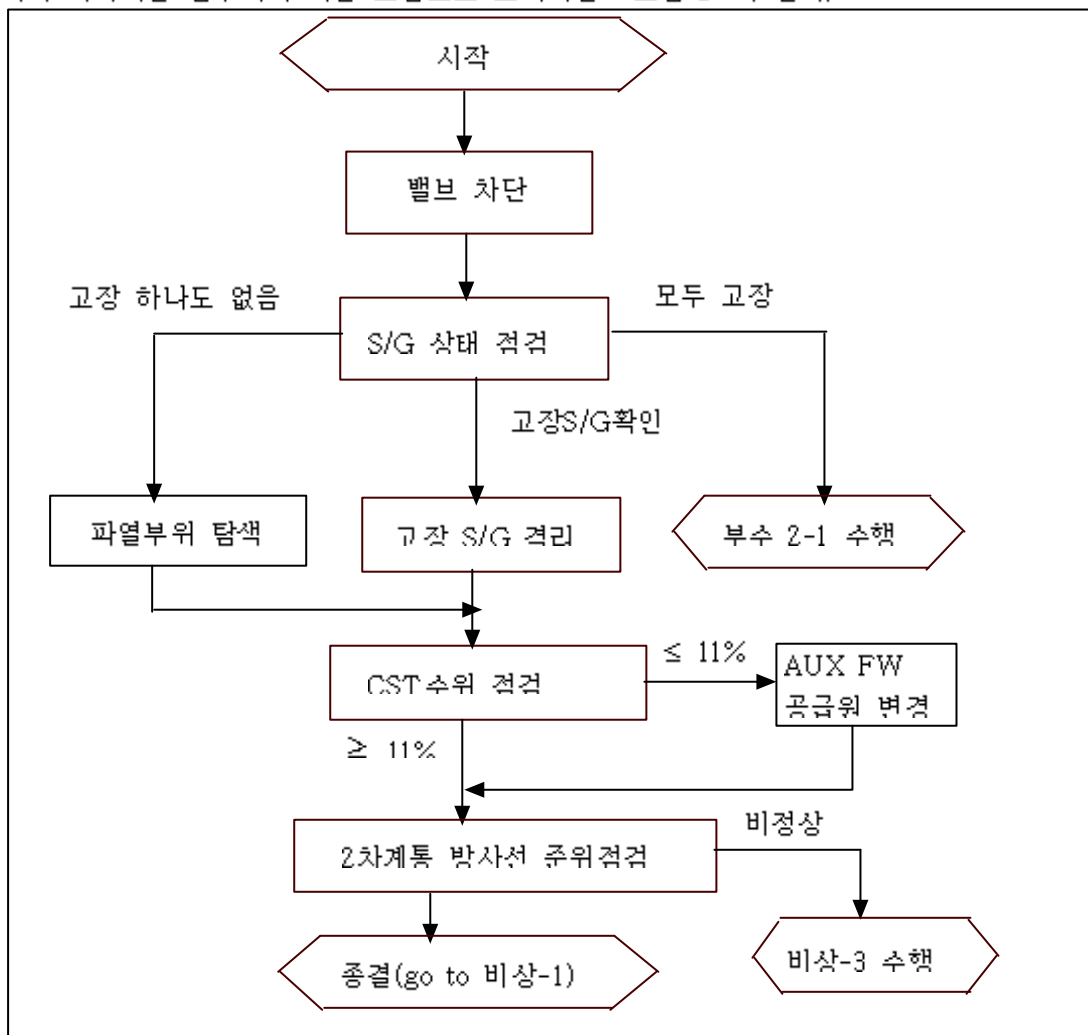 시작
밸브 차단
고장 하나도 없음
모두 고장
S/G 상태 점검
고장S/G확인
파열부위 탐색
고장 S/G 격리
부수 2-1 수행
CST수위 점검
≤ 11%
AUX FW
공급원 변경
≥ 11%
2차계통 방사선 준위점검
비정상
종결(go to 비상-1)
비상-3 수행